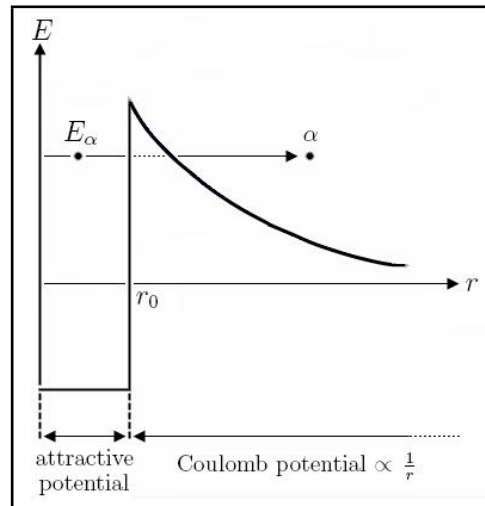 E
E_α
α
r_0
r
attractive
potential
Coulomb potential ∝ 1/r